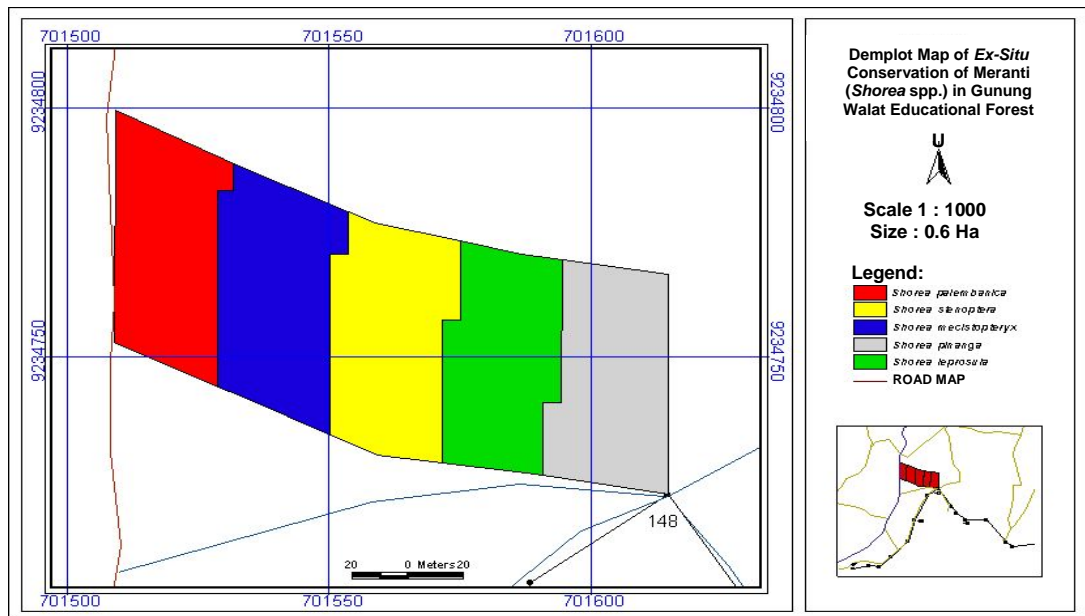 701500 701550 701600
9234800
9234800
9234750
9234750
148
20 0 Meters 20
701500 701550 701600
Demplot Map of Ex-Situ
Conservation of Meranti
(Shorea spp.) in Gunung
Walat Educational Forest
U
Scale 1 : 1000
Size : 0.6 Ha
Legend:
Shorea palembanica
Shorea stenoptera
Shorea mecistopteryx
Shorea pinanga
Shorea leprosula
ROAD MAP